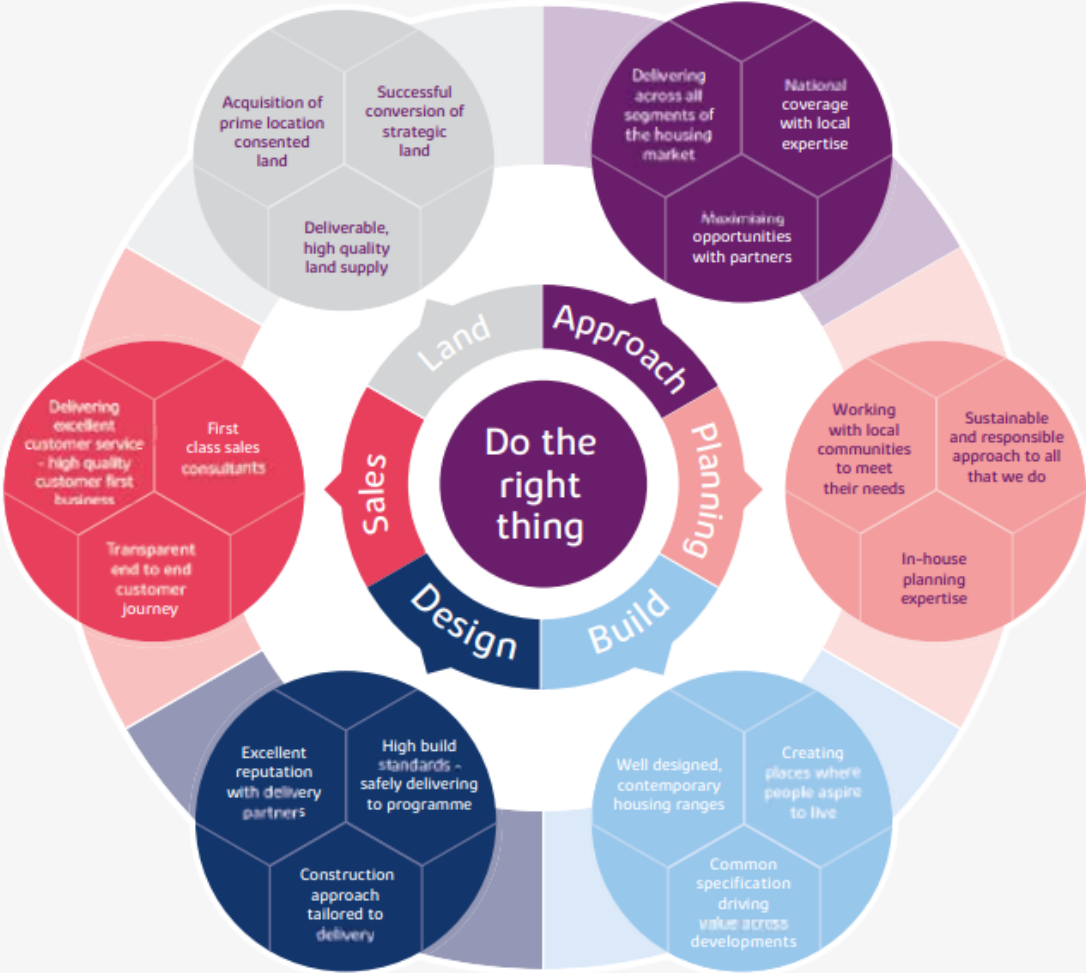 Do the
right
thing
Approach
Planning
Build
Design
Sales
Land
Delivering
across all
segments of
the housing
market
National
coverage
with local
expertise
Maximising
opportunities
with partners
Working
with local
communities
to meet
their needs
Sustainable
and responsible
approach to all
that we do
In-house
planning
expertise
Well designed,
contemporary
housing ranges
Creating
places where
people aspire
to live
Common
specification
driving
value across
developments
Excellent
reputation
with delivery
partners
High build
standards -
safely delivering
to programme
Construction
approach
tailored to
delivery
Delivering
excellent
customer service
- high quality
customer first
business
First
class sales
consultants
Transparent
end to end
customer
journey
Acquisition of
prime location
consented
land
Successful
conversion of
strategic
land
Deliverable,
high quality
land supply